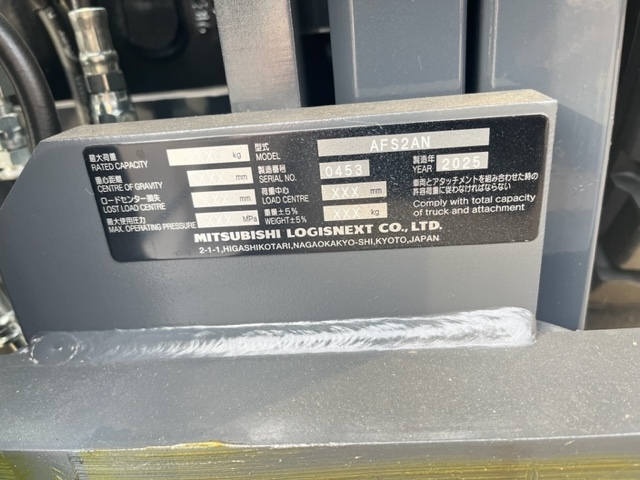 最大荷重 kg
RATED CAPACITY
型式 AFS2AN
MODEL
重心距離 mm
CENTRE OF GRAVITY
製造番号 0453
SERIAL NO.
製造年 2025
YEAR
ロードセンター損失 mm
LOST LOAD CENTRE
荷重中心 XXX mm
LOAD CENTRE
最大使用圧力 MPa
MAX. OPERATING PRESSURE
重量±5% XXX kg
WEIGHT±5%
車両とアタッチメントを組み合わせた時の
許容荷重に従わなければならない
Comply with total capacity
of truck and attachment
MITSUBISHI LOGISNEXT CO., LTD.
2-1-1,HIGASHIKOTARI,NAGAOKAKYO-SHI,KYOTO,JAPAN.